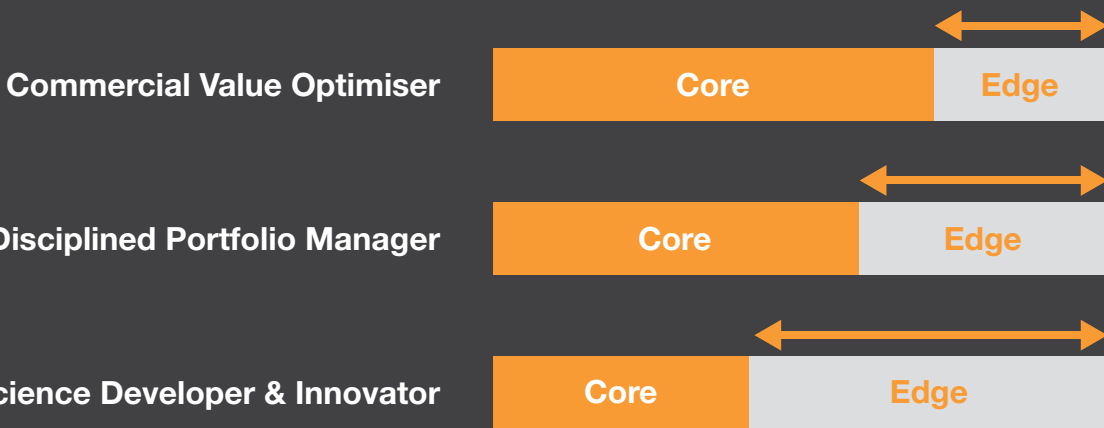 Commercial Value Optimiser Core Edge
Disciplined Portfolio Manager Core Edge
cience Developer & Innovator Core Edge